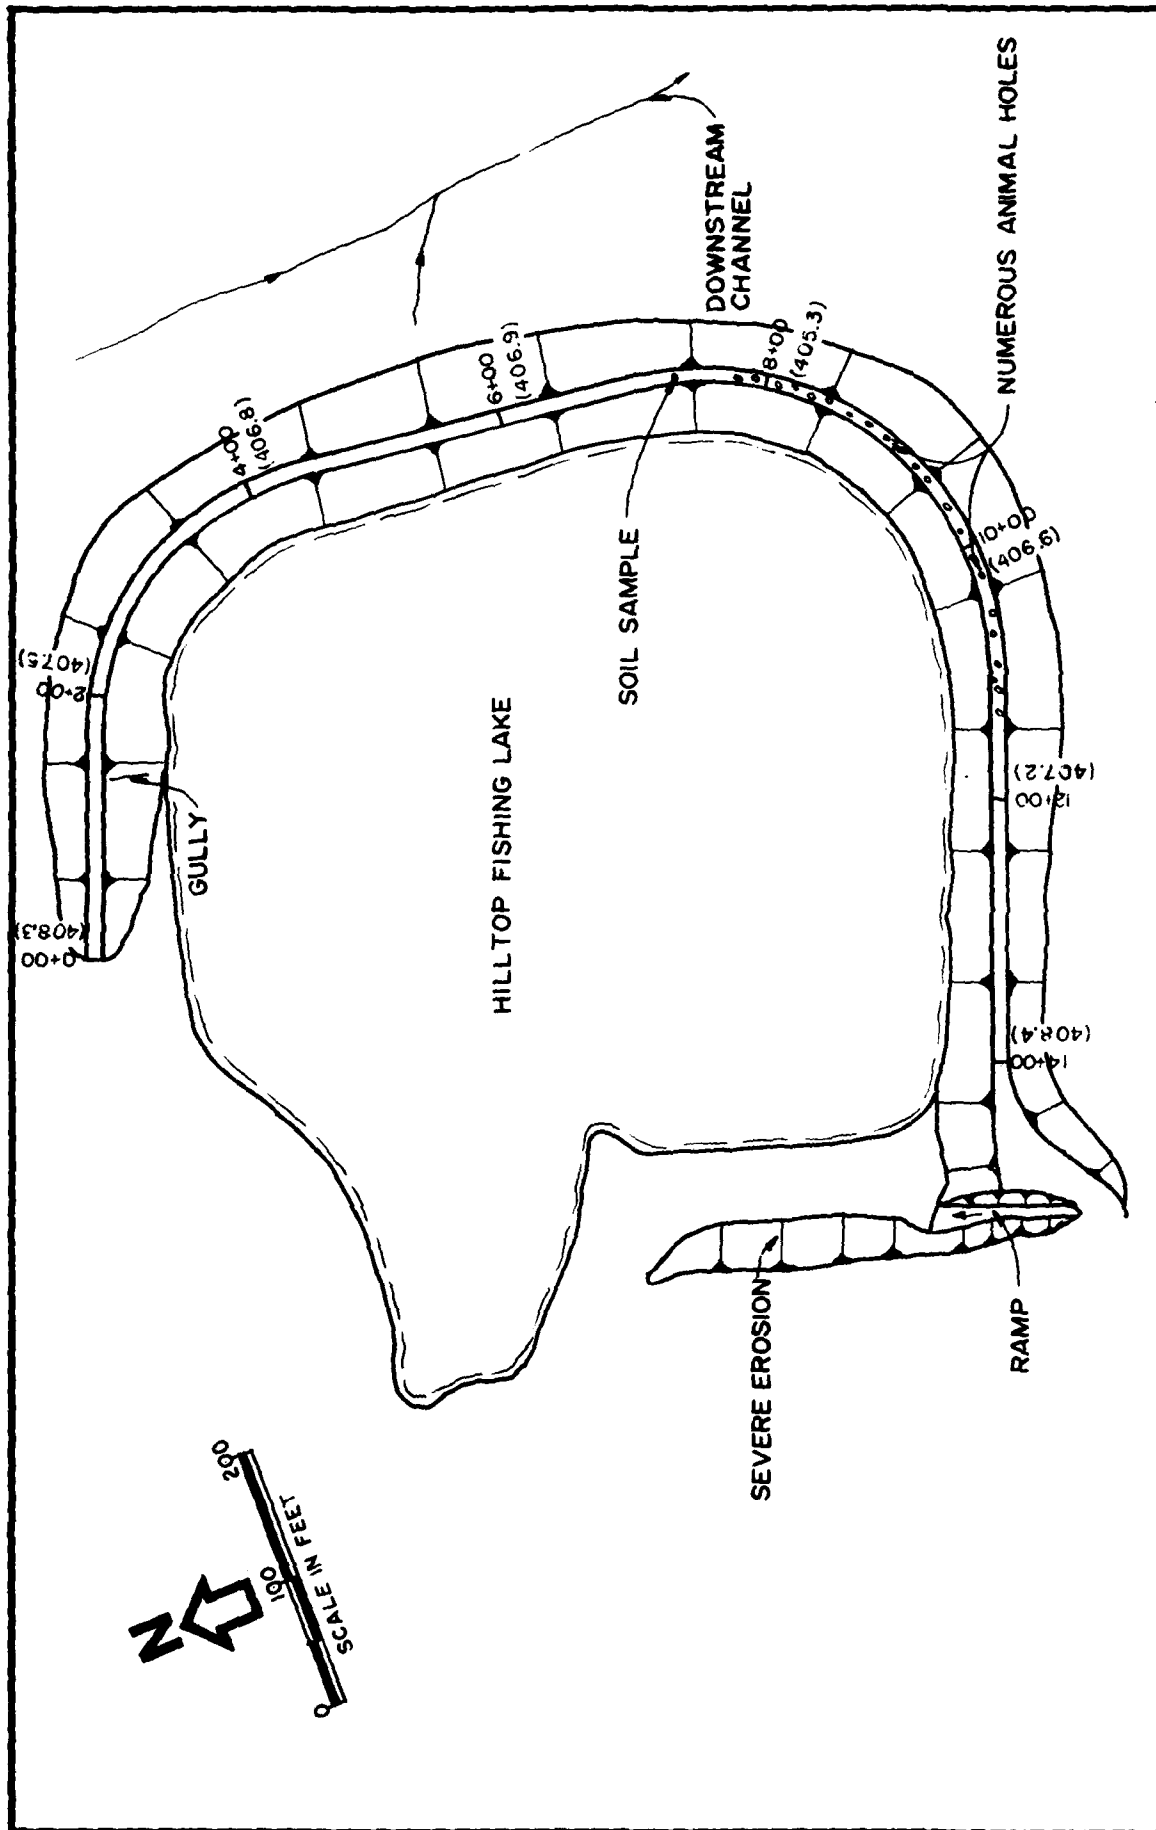 0+00
(408.3)
2+00
(407.5)
4+00
(406.8)
6+00
(406.9)
8+00
(405.3)
10+00
(406.6)
12+00
(407.2)
14+00
(408.4)
GULLY
HILLTOP FISHING LAKE
SOIL SAMPLE
DOWNSTREAM
CHANNEL
NUMEROUS ANIMAL HOLES
SEVERE EROSION
RAMP
N
0
100
200
SCALE IN FEET